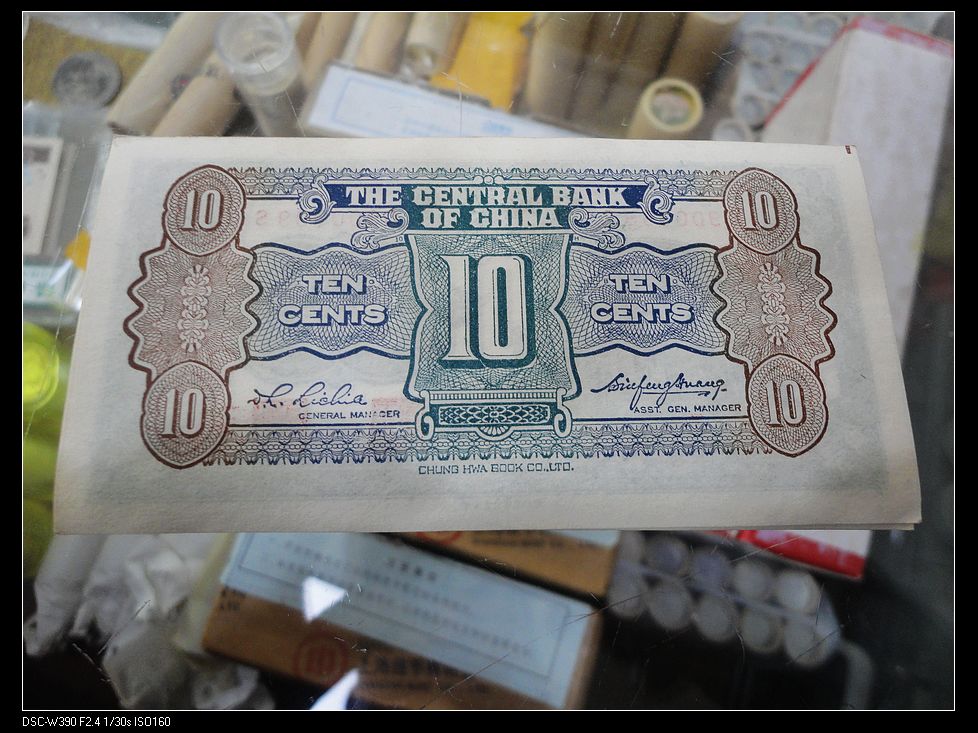 10
10
THE CENTRAL BANK
OF CHINA
TEN
CENTS
10
TEN
CENTS
GENERAL MANAGER
ASST. GEN. MANAGER
10
10
CHUNG HWA BOOK CO.,LTD.
DSC-W390 F2.4 1/30s ISO160